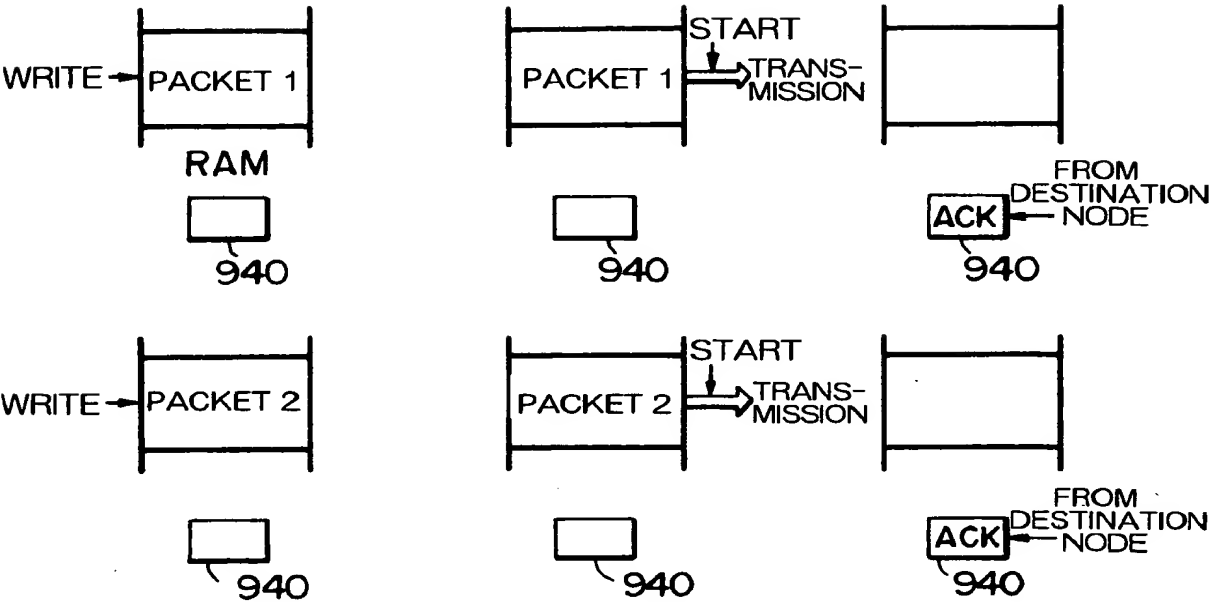 START
WRITE PACKET 1 PACKET 1 TRANS-
MISSION
RAM
FROM
DESTINATION
ACK NODE
940 940 940
START
WRITE PACKET 2 PACKET 2 TRANS-
MISSION
FROM
DESTINATION
ACK NODE
940 940 940